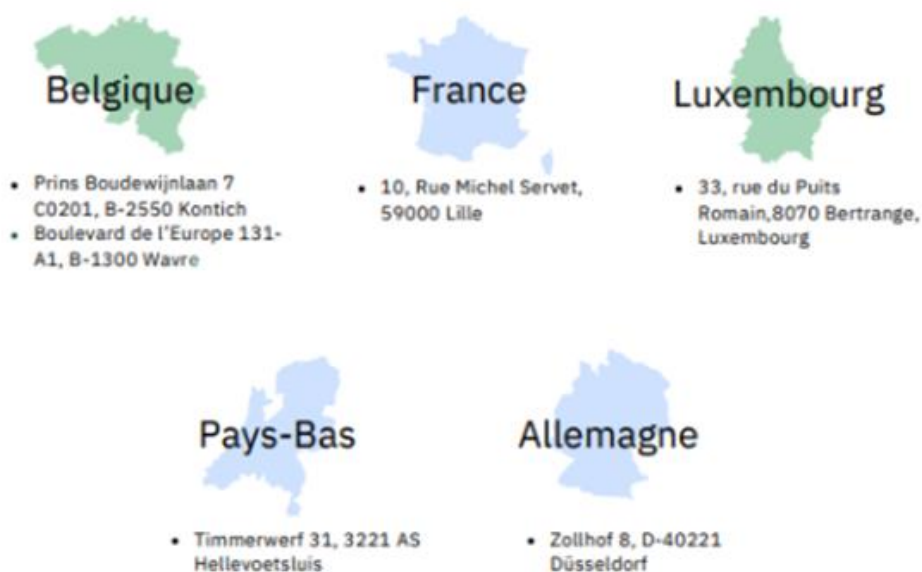 Belgique
• Prins Boudewijnlaan 7
C0201, B-2550 Kontich
• Boulevard de l'Europe 131-
A1, B-1300 Wavre
France
• 10, Rue Michel Servet,
59000 Lille
Luxembourg
• 33, rue du Puits
Romain,8070 Bertrange,
Luxembourg
Pays-Bas
• Timmerwerf 31, 3221 AS
Hellevoetsluis
Allemagne
• Zollhof 8, D-40221
Düsseldorf